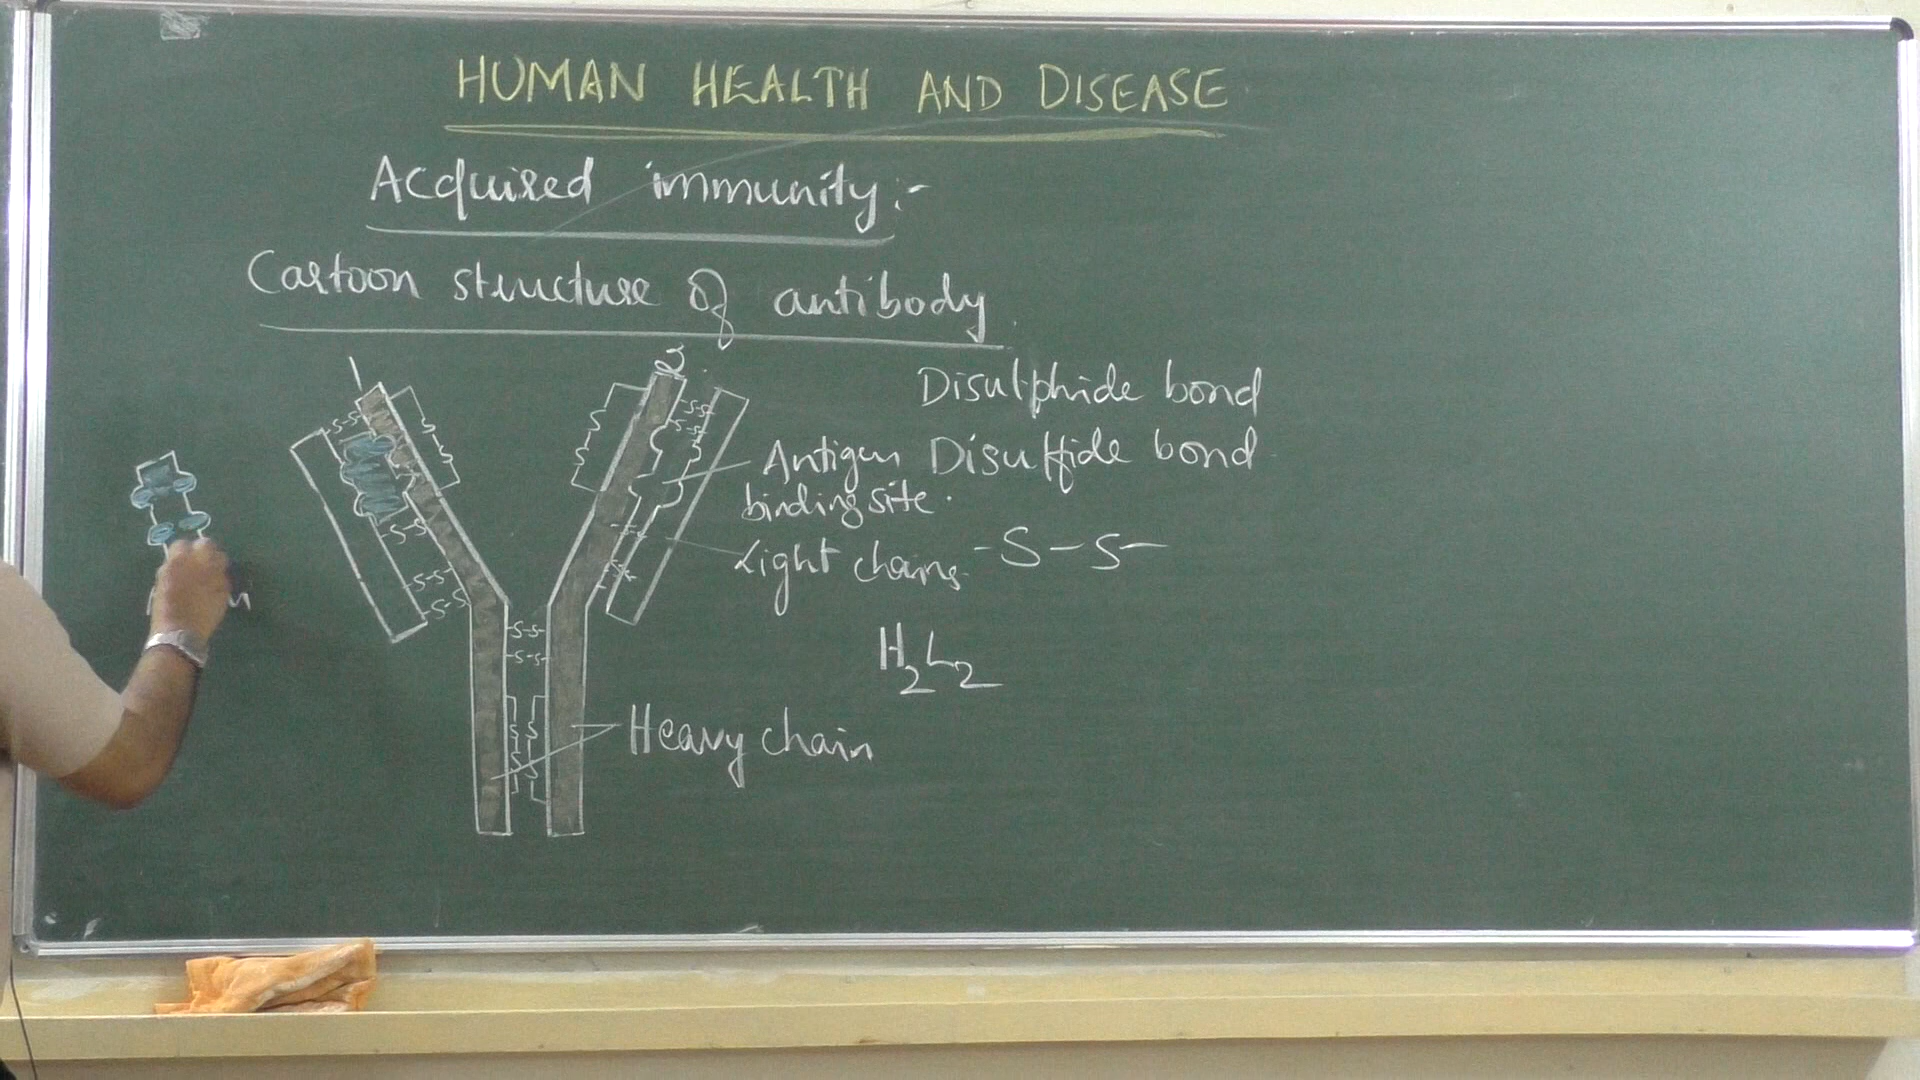 HUMAN HEALTH AND DISEASE
Acquired immunity :-
Cartoon structure of antibody
Disulphide bond
Antigen
binding site.
Disulfide bond
Light chains
-S-S-
H2L2
Heavy chain
S-S
S-S
S-S
S-S
S-S
S-S
S-S
S-S